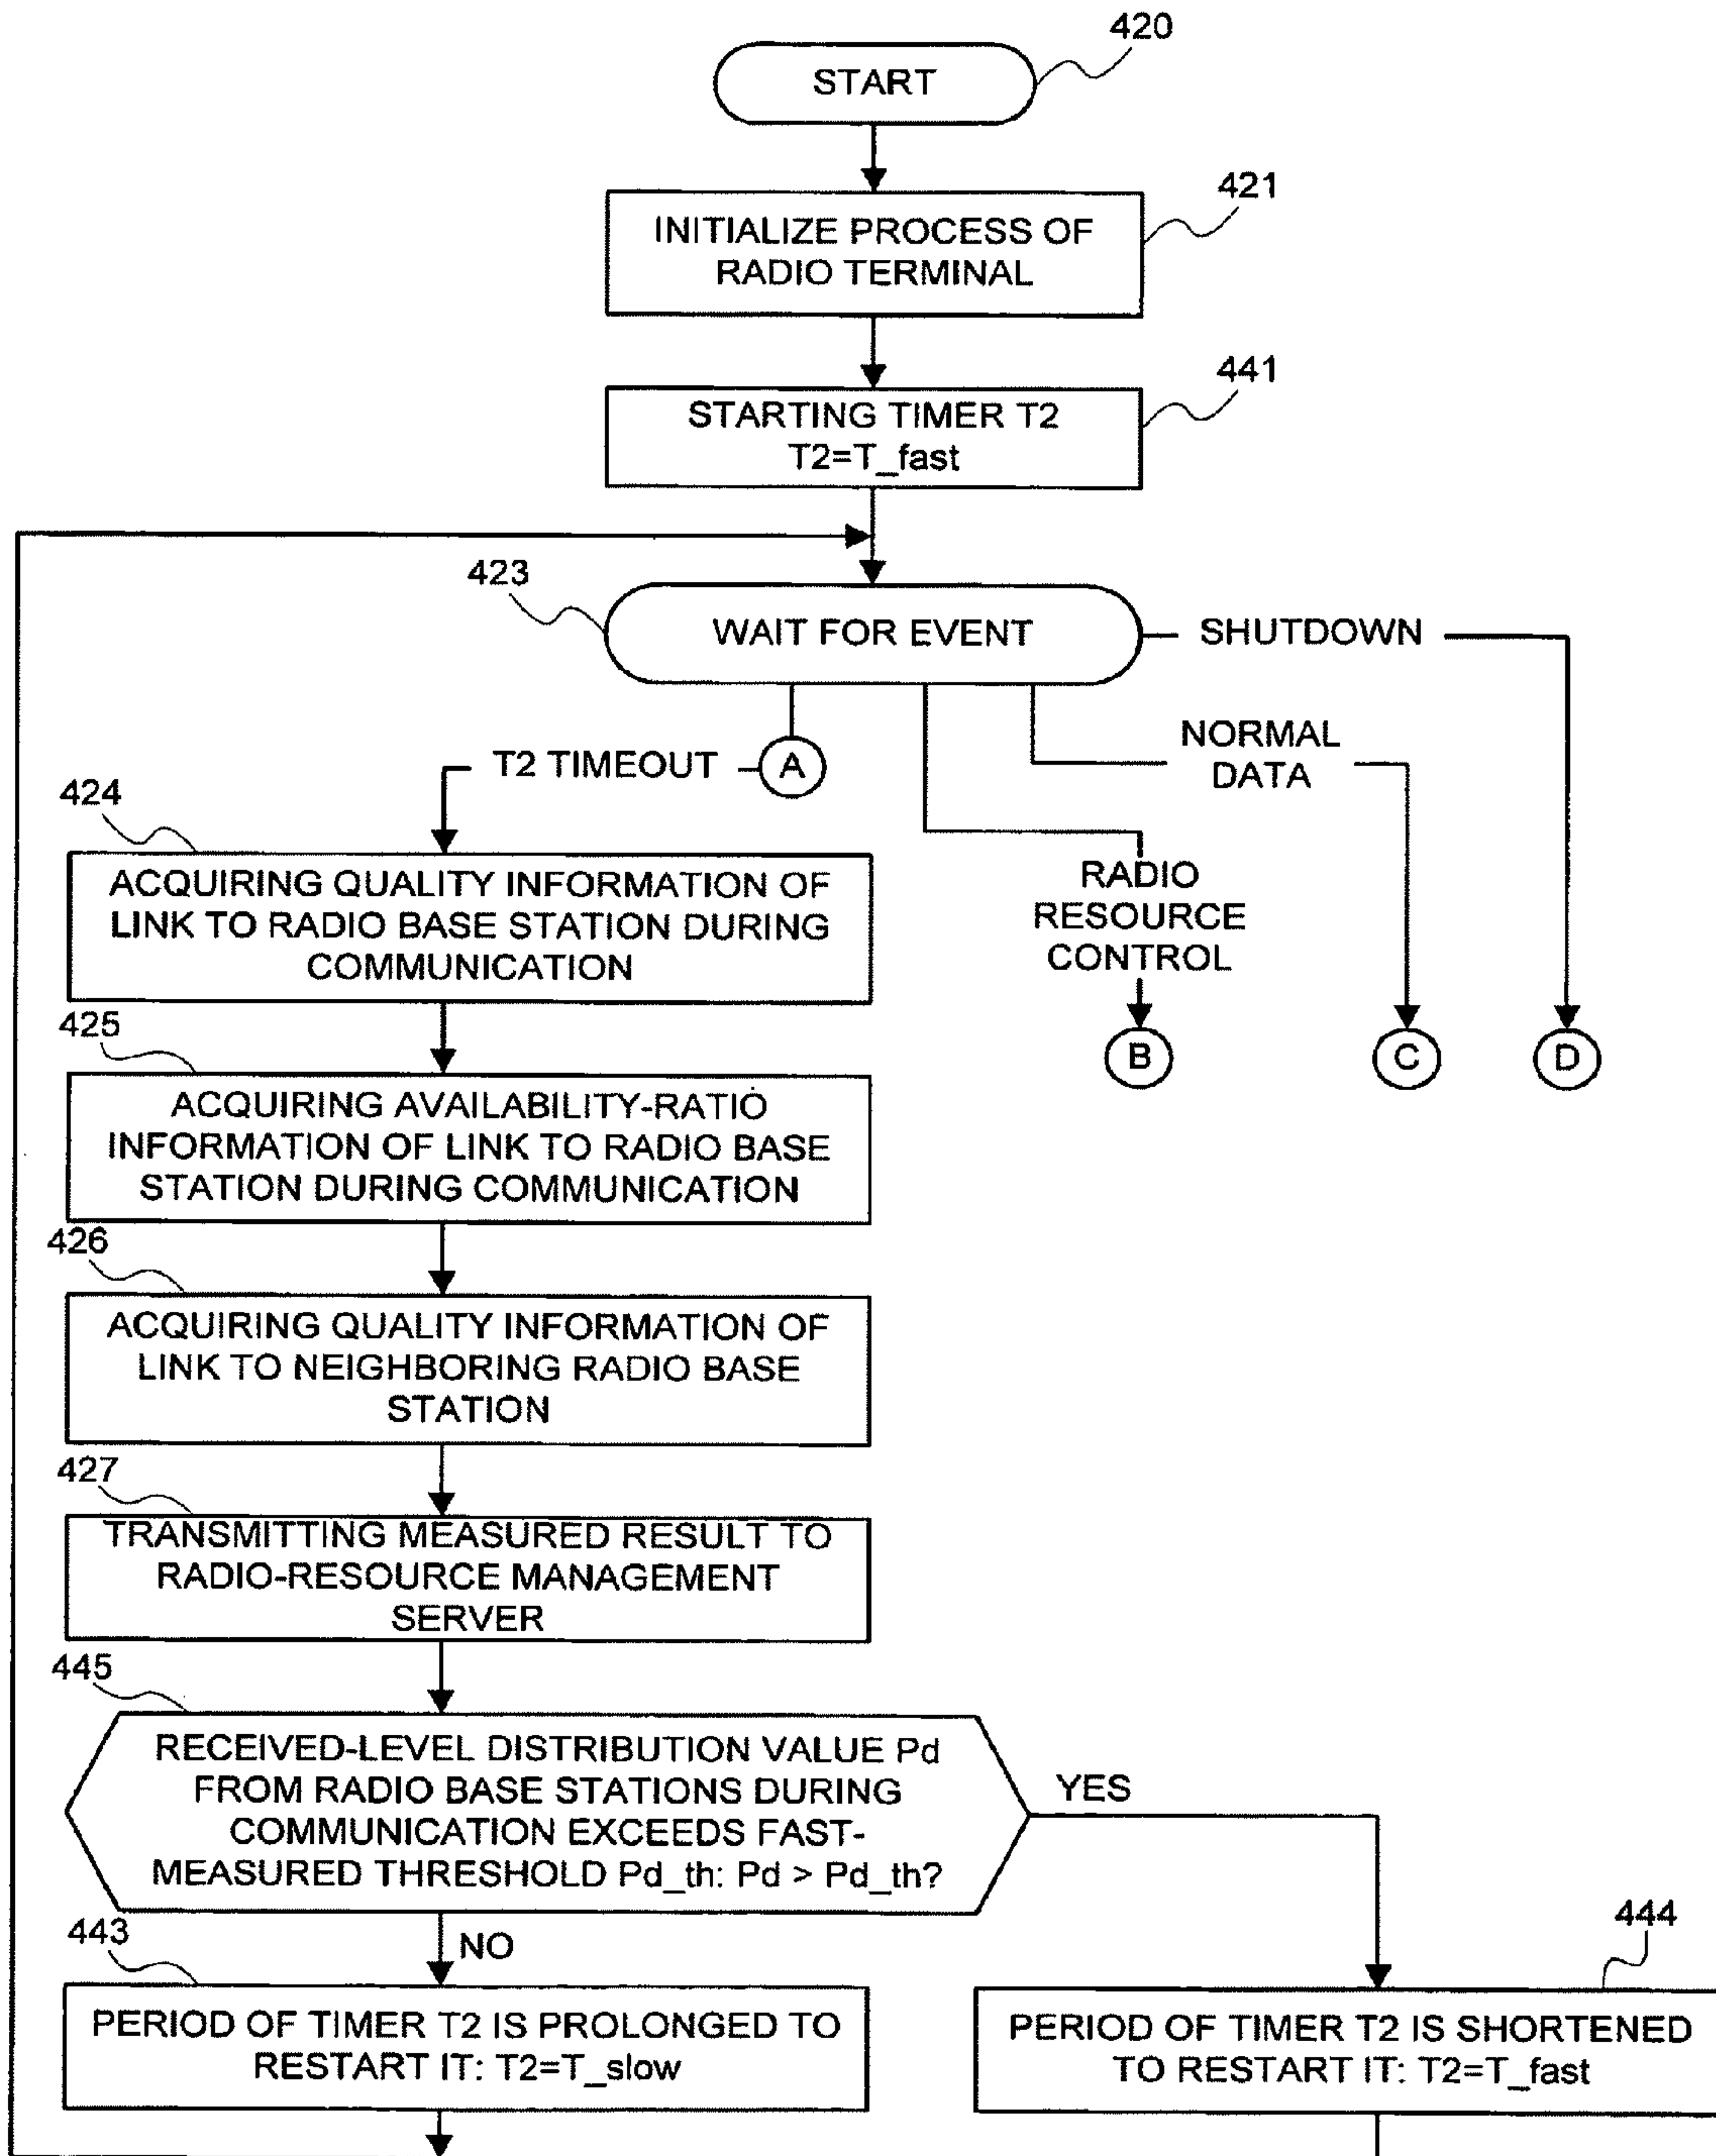 420
START
421
INITIALIZE PROCESS OF
RADIO TERMINAL
441
STARTING TIMER T2
T2=T_fast
423
WAIT FOR EVENT
SHUTDOWN
NORMAL
DATA
T2 TIMEOUT
A
424
ACQUIRING QUALITY INFORMATION OF
LINK TO RADIO BASE STATION DURING
COMMUNICATION
RADIO
RESOURCE
CONTROL
B
C
D
425
ACQUIRING AVAILABILITY-RATIO
INFORMATION OF LINK TO RADIO BASE
STATION DURING COMMUNICATION
426
ACQUIRING QUALITY INFORMATION OF
LINK TO NEIGHBORING RADIO BASE
STATION
427
TRANSMITTING MEASURED RESULT TO
RADIO-RESOURCE MANAGEMENT
SERVER
445
RECEIVED-LEVEL DISTRIBUTION VALUE Pd
FROM RADIO BASE STATIONS DURING
COMMUNICATION EXCEEDS FAST-
MEASURED THRESHOLD Pd_th: Pd > Pd_th?
YES
NO
443
PERIOD OF TIMER T2 IS PROLONGED TO
RESTART IT: T2=T_slow
444
PERIOD OF TIMER T2 IS SHORTENED
TO RESTART IT: T2=T_fast